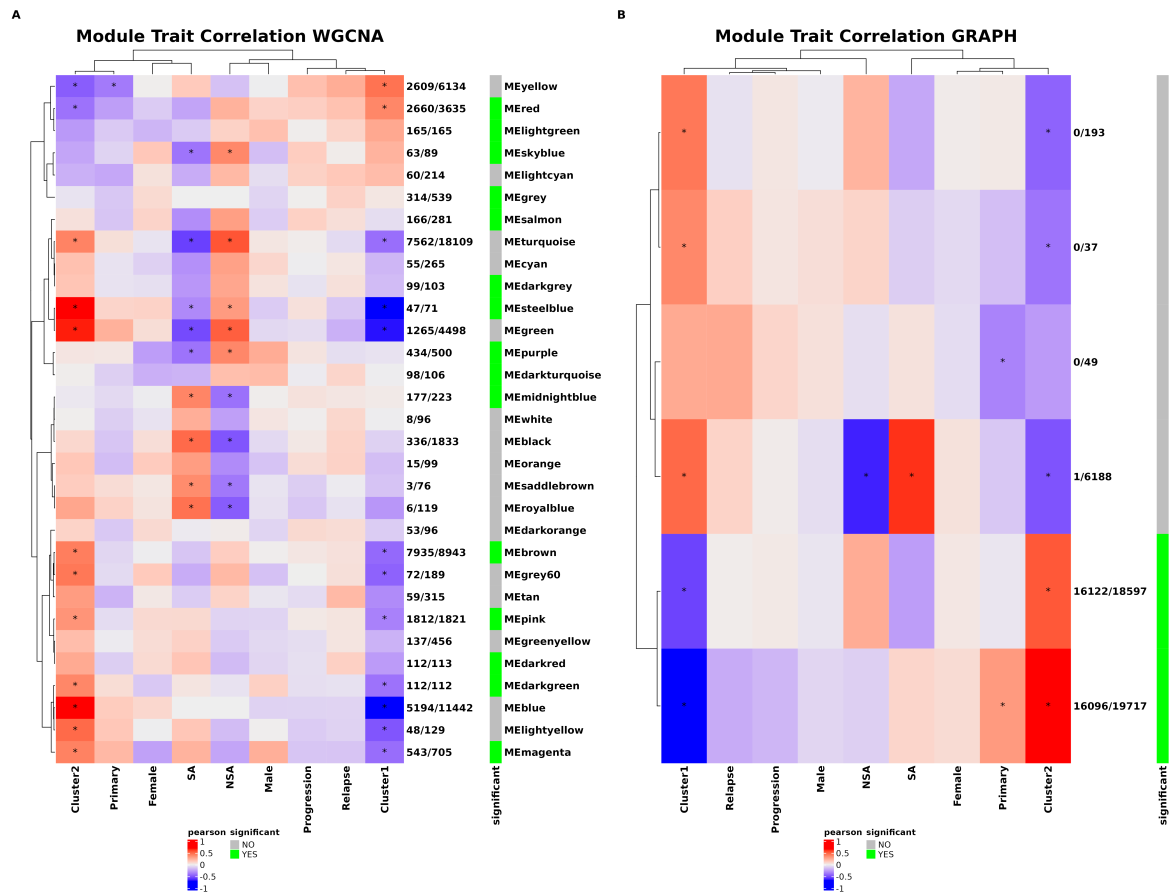 A
Module Trait Correlation WGCNA
* * * 2609/6134 MEyellow
* * 2660/3635 MEred
165/165 MElightgreen
* * 63/89 MEskyblue
60/214 MElightcyan
314/539 MEgrey
166/281 MEsalmon
* * * * 7562/18109 MEturquoise
55/265 MEcyan
99/103 MEdarkgrey
* * * * 47/71 MEsteelblue
* * * * 1265/4498 MEgreen
* * 434/500 MEpurple
98/106 MEdarkturquoise
* * 177/223 MEmidnightblue
8/96 MEwhite
* * 336/1833 MEblack
15/99 MEorange
* * 3/76 MEsaddlebrown
* * 6/119 MEroyalblue
53/96 MEdarkorange
* * 7935/8943 MEbrown
* * 72/189 MEgrey60
59/315 MEtan
* * 1812/1821 MEpink
137/456 MEgreenyellow
112/113 MEdarkred
* * 112/112 MEdarkgreen
* * 5194/11442 MEblue
* * 48/129 MElightyellow
* * 543/705 MEmagenta
Cluster2
Primary
Female
SA
NSA
Male
Progression
Relapse
Cluster1
significant
pearson significant
1 NO
0.5 YES
0
-0.5
-1
B
Module Trait Correlation GRAPH
* * 0/193
* * 0/37
* 0/49
* * * * 1/6188
* * 16122/18597
* * * 16096/19717
Cluster1
Relapse
Progression
Male
NSA
SA
Female
Primary
Cluster2
significant
pearson significant
1 NO
0.5 YES
0
-0.5
-1